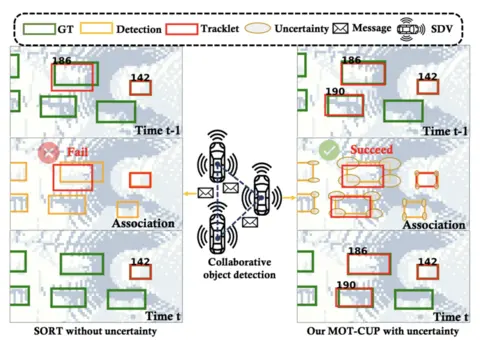 GT Detection Tracklet Uncertainty Message SDV
186
142
Time t-1
186
142
190
Time t-1
Fail
Association
Succeed
Association
Collaborative
object detection
142
Time t
186
142
190
Time t
SORT without uncertainty
Our MOT-CUP with uncertainty